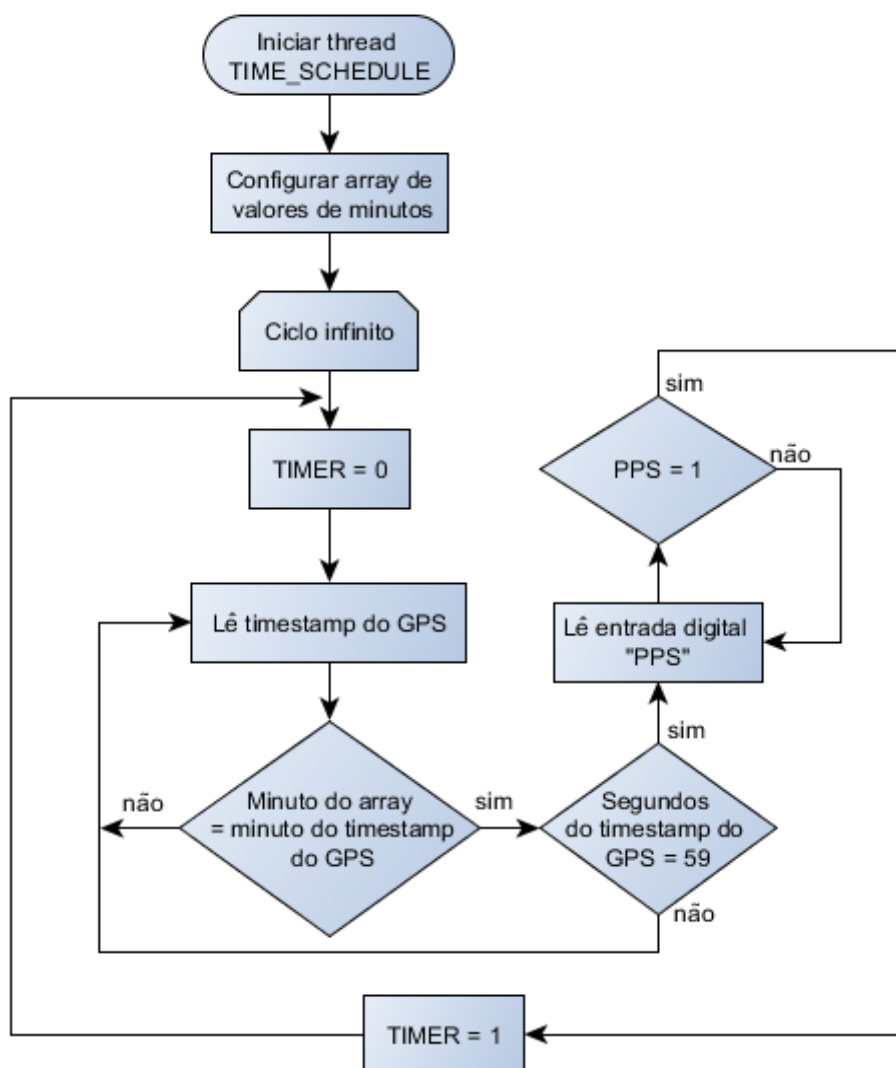 Iniciar thread
TIME_SCHEDULE
Configurar array de
valores de minutos
Ciclo infinito
TIMER = 0
Lê timestamp do GPS
Minuto do array
= minuto do timestamp
do GPS
não
sim
Segundos
do timestamp do
GPS = 59
não
sim
Lê entrada digital
"PPS"
PPS = 1
não
sim
TIMER = 1